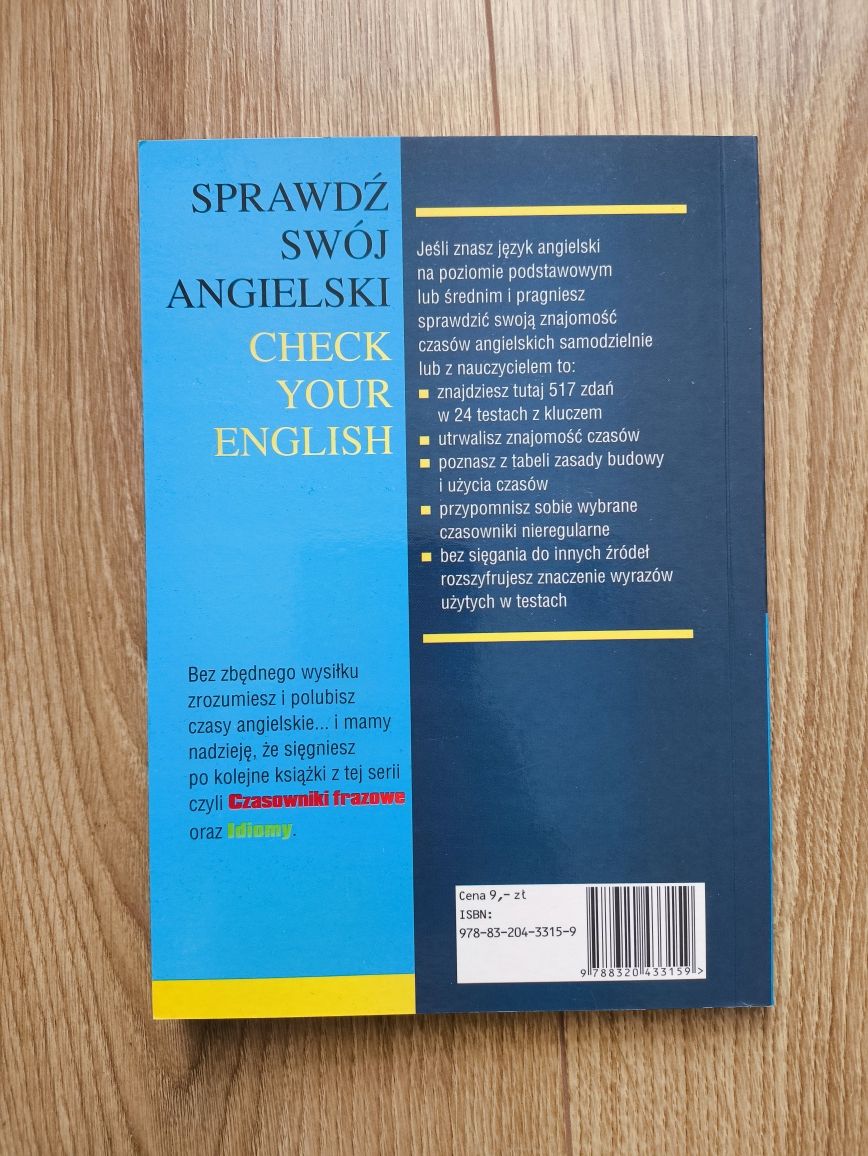 SPRAWDŹ
SWÓJ
ANGIELSKI
CHECK
YOUR
ENGLISH
Bez zbędnego wysiłku
zrozumiesz i polubisz
czasy angielskie... i mamy
nadzieję, że sięgniesz
po kolejne książki z tej serii
czyli Czasowniki frazowe
oraz Idiomy.
Jeśli znasz język angielski
na poziomie podstawowym
lub średnim i pragniesz
sprawdzić swoją znajomość
czasów angielskich samodzielnie
lub z nauczycielem to:
znajdziesz tutaj 517 zdań
w 24 testach z kluczem
utrwalisz znajomość czasów
poznasz z tabeli zasady budowy
i użycia czasów
przypomnisz sobie wybrane
czasowniki nieregularne
bez sięgania do innych źródeł
rozszyfrujesz znaczenie wyrazów
użytych w testach
Cena 9,- zł
ISBN:
978-83-204-3315-9
9 788320 433159 >